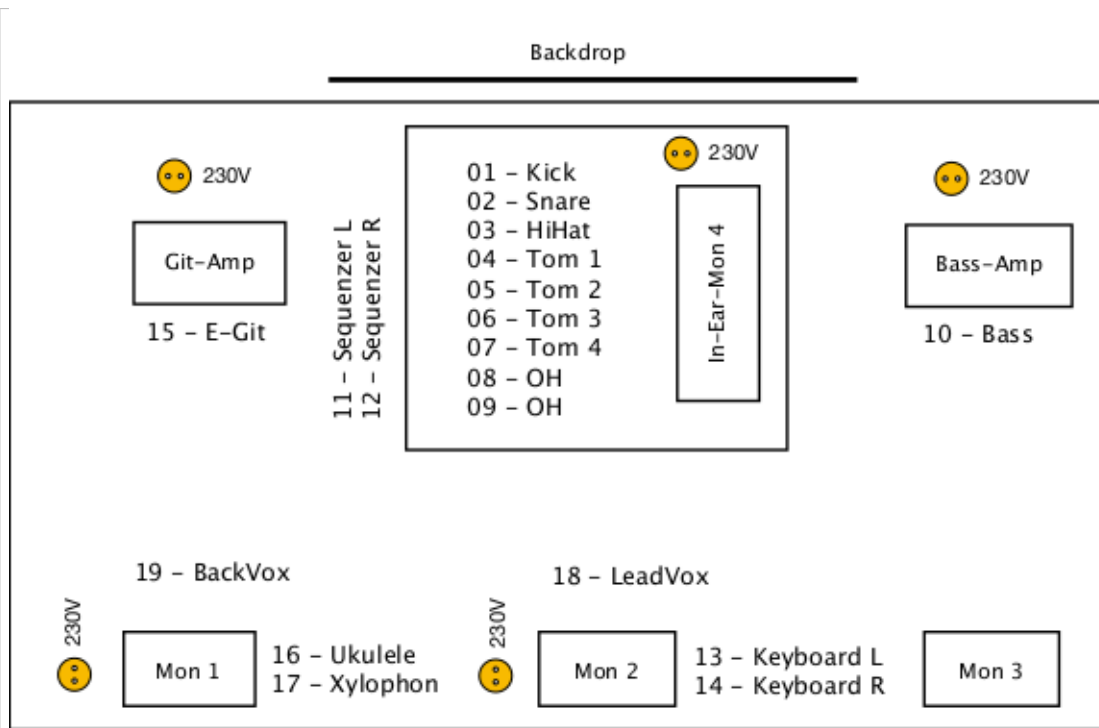 Backdrop
230V
230V
230V
01 – Kick
02 – Snare
03 – HiHat
04 – Tom 1
05 – Tom 2
06 – Tom 3
07 – Tom 4
08 – OH
09 – OH
In-Ear-Mon 4
11 – Sequenzer L
12 – Sequenzer R
Git-Amp
15 – E-Git
Bass-Amp
10 – Bass
19 – BackVox
18 – LeadVox
230V
Mon 1
16 – Ukulele
17 – Xylophon
230V
Mon 2
13 – Keyboard L
14 – Keyboard R
Mon 3